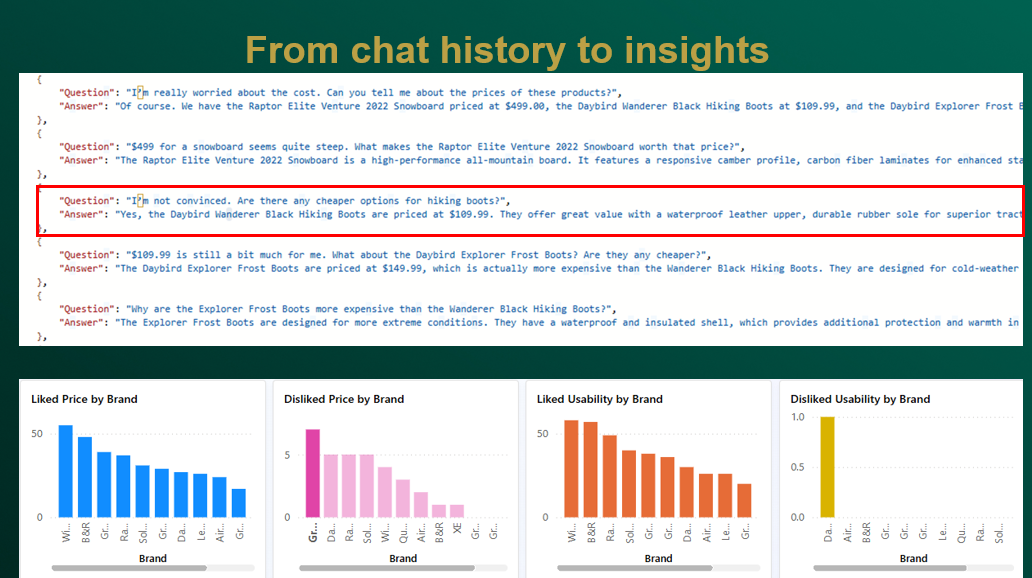 From chat history to insights
{
"Question": "I’m really worried about the cost. Can you tell me about the prices of these products?",
"Answer": "Of course. We have the Raptor Elite Venture 2022 Snowboard priced at $499.00, the Daybird Wanderer Black Hiking Boots at $109.99, and the Daybird Explorer Frost B
},
{
"Question": "$499 for a snowboard seems quite steep. What makes the Raptor Elite Venture 2022 Snowboard worth that price?",
"Answer": "The Raptor Elite Venture 2022 Snowboard is a high-performance all-mountain board. It features a responsive camber profile, carbon fiber laminates for enhanced sta
},
{
"Question": "I’m not convinced. Are there any cheaper options for hiking boots?",
"Answer": "Yes, the Daybird Wanderer Black Hiking Boots are priced at $109.99. They offer great value with a waterproof leather upper, durable rubber sole for superior tract
},
{
"Question": "$109.99 is still a bit much for me. What about the Daybird Explorer Frost Boots? Are they any cheaper?",
"Answer": "The Daybird Explorer Frost Boots are priced at $149.99, which is actually more expensive than the Wanderer Black Hiking Boots. They are designed for cold-weather
},
{
"Question": "Why are the Explorer Frost Boots more expensive than the Wanderer Black Hiking Boots?",
"Answer": "The Explorer Frost Boots are designed for more extreme conditions. They have a waterproof and insulated shell, which provides additional protection and warmth in
},
Liked Price by Brand
50
0
Wi...
B&R
Gr...
Ra...
Sol...
Gr...
Da...
Le...
Air...
Gr...
Brand
Disliked Price by Brand
5
0
Gr...
Da...
Ra...
Sol...
Wi...
Qu...
Air...
B&R
XE
Gr...
Gr...
Brand
Liked Usability by Brand
50
0
Wi...
B&R
Ra...
Sol...
Gr...
Gr...
Da...
Air...
Le...
Gr...
Brand
Disliked Usability by Brand
1.0
0.5
0.0
Da...
Air...
B&R
Gr...
Gr...
Gr...
Le...
Qu...
Ra...
Sol...
Brand